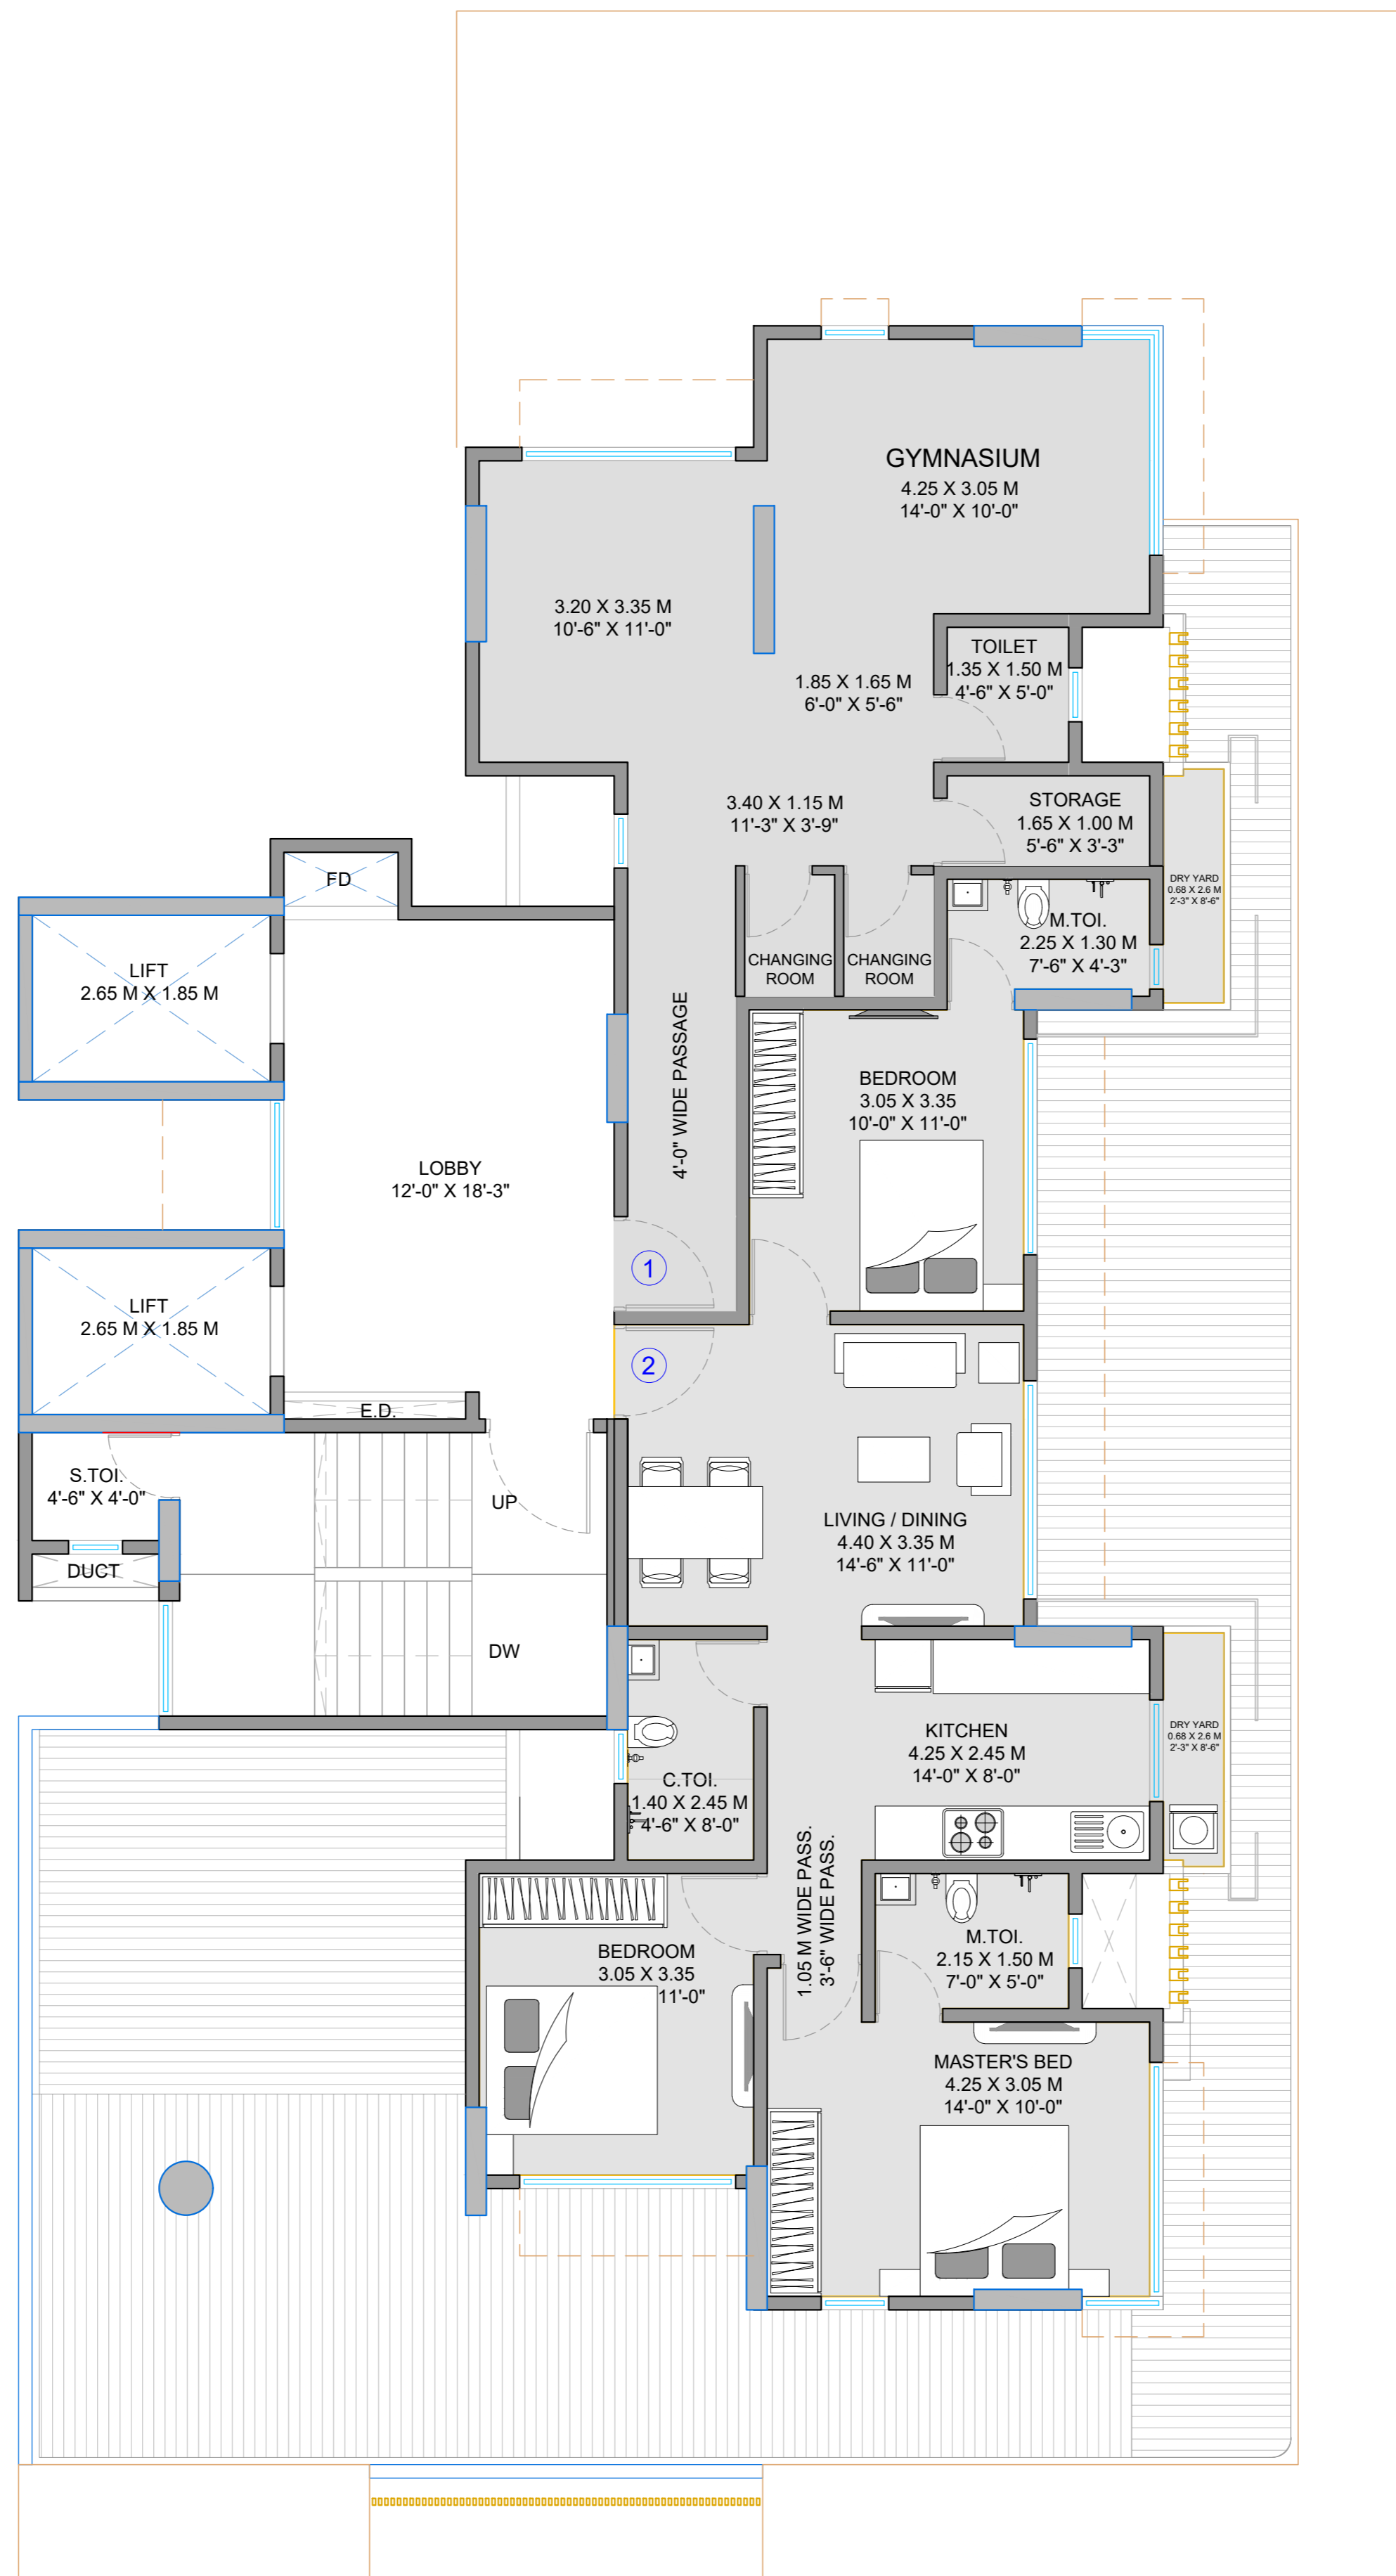 GYMNASIUM
4.25 X 3.05 M
14'-0" X 10'-0"
3.20 X 3.35 M
10'-6" X 11'-0"
TOILET
1.35 X 1.50 M
4'-6" X 5'-0"
1.85 X 1.65 M
6'-0" X 5'-6"
3.40 X 1.15 M
11'-3" X 3'-9"
STORAGE
1.65 X 1.00 M
5'-6" X 3'-3"
DRY YARD
0.68 X 2.6 M
2'-3" X 8'-6"
FD
M.TOI.
2.25 X 1.30 M
7'-6" X 4'-3"
CHANGING
ROOM
CHANGING
ROOM
LIFT
2.65 M X 1.85 M
4'-0" WIDE PASSAGE
BEDROOM
3.05 X 3.35
10'-0" X 11'-0"
LOBBY
12'-0" X 18'-3"
1
LIFT
2.65 M X 1.85 M
2
E.D.
S.TOI.
4'-6" X 4'-0"
UP
LIVING / DINING
4.40 X 3.35 M
14'-6" X 11'-0"
DUCT
DW
KITCHEN
4.25 X 2.45 M
14'-0" X 8'-0"
DRY YARD
0.68 X 2.6 M
2'-3" X 8'-6"
C.TOI.
1.40 X 2.45 M
4'-6" X 8'-0"
1.05 M WIDE PASS.
3'-6" WIDE PASS.
BEDROOM
3.05 X 3.35
11'-0"
M.TOI.
2.15 X 1.50 M
7'-0" X 5'-0"
MASTER'S BED
4.25 X 3.05 M
14'-0" X 10'-0"